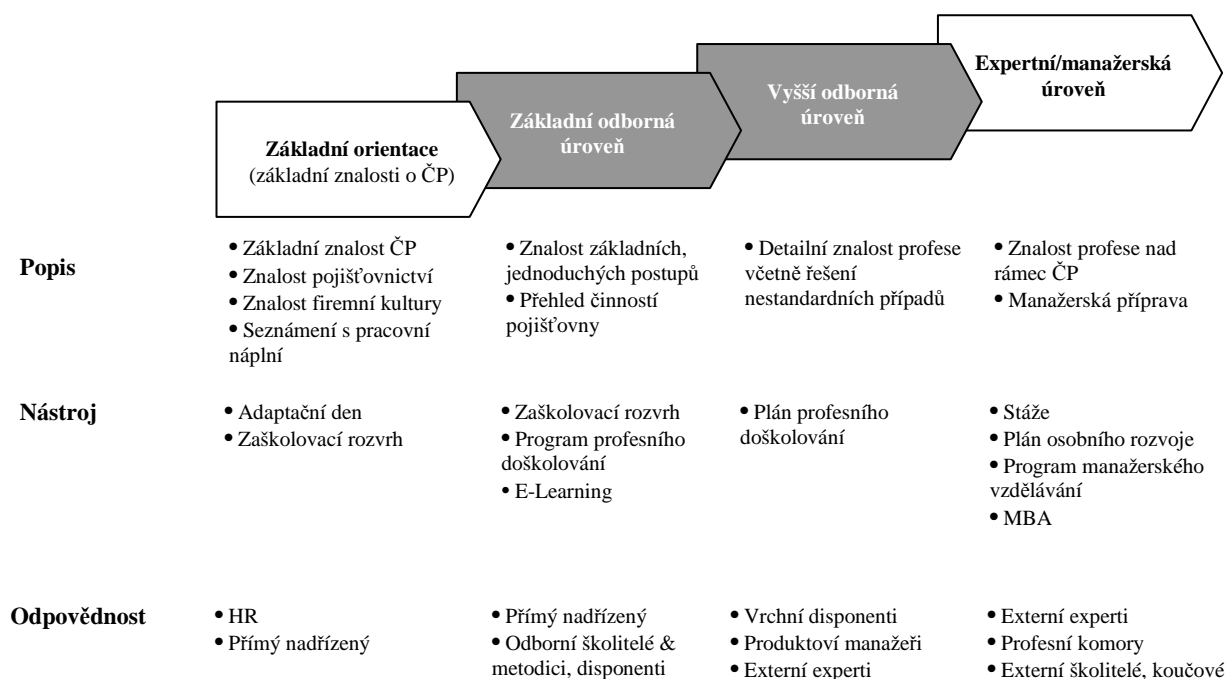 Základní orientace
(základní znalosti o ČP)
Základní odborná
úroveň
Vyšší odborná
úroveň
Expertní/manažerská
úroveň
Popis
• Základní znalost ČP
• Znalost pojišťovnictví
• Znalost firemní kultury
• Seznámení s pracovní
náplní
• Znalost základních,
jednoduchých postupů
• Přehled činností
pojišťovny
• Detailní znalost profese
včetně řešení
nestandardních případů
• Znalost profese nad
rámec ČP
• Manažerská příprava
Nástroj
• Adaptační den
• Zaškolovací rozvrh
• Zaškolovací rozvrh
• Program profesního
doškolování
• E-Learning
• Plán profesního
doškolování
• Stáže
• Plán osobního rozvoje
• Program manažerského
vzdělávání
• MBA
Odpovědnost
• HR
• Přímý nadřízený
• Přímý nadřízený
• Odborní školitelé &
metodici, disponenti
• Vrchní disponenti
• Produktoví manažeři
• Externí experti
• Externí experti
• Profesní komory
• Externí školitelé, koučové